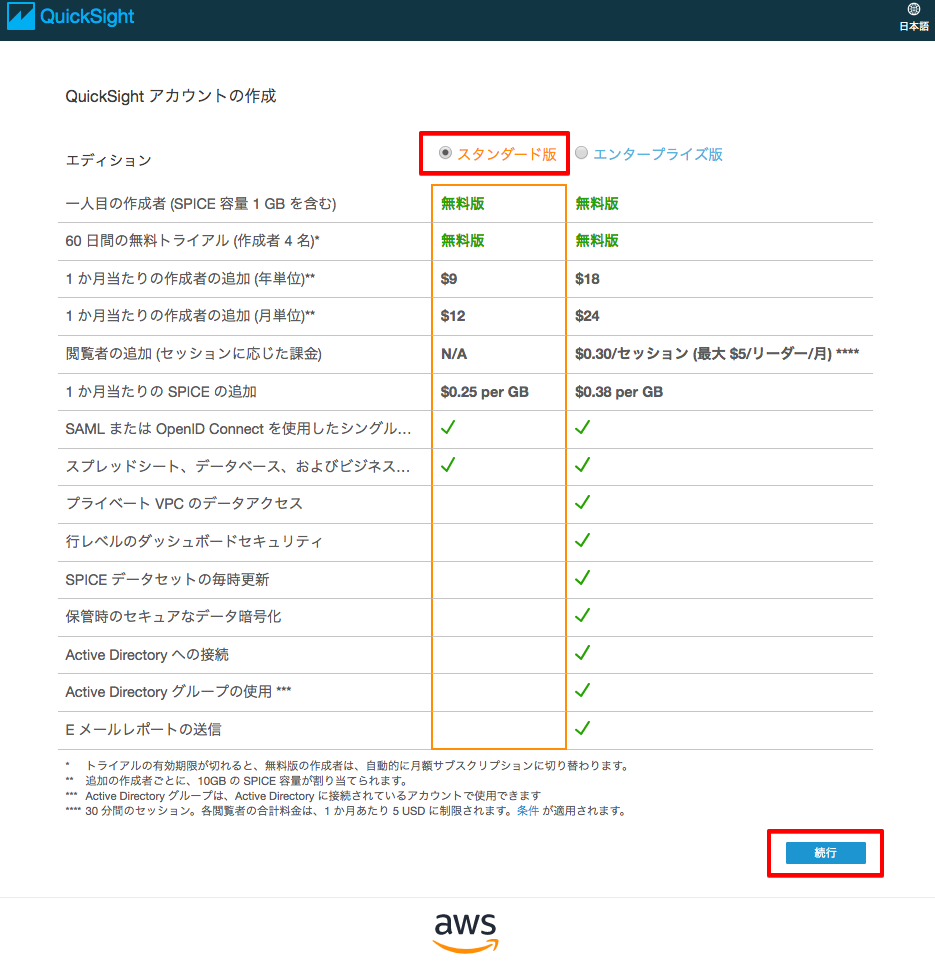 QuickSight
日本語
QuickSight アカウントの作成
エディション
スタンダード版
エンタープライズ版
一人目の作成者 (SPICE 容量 1 GB を含む) 無料版 無料版
60 日間の無料トライアル (作成者 4 名)* 無料版 無料版
1 か月当たりの作成者の追加 (年単位)** $9 $18
1 か月当たりの作成者の追加 (月単位)** $12 $24
閲覧者の追加 (セッションに応じた課金) N/A $0.30/セッション (最大 $5/リーダー/月) ****
1 か月当たりの SPICE の追加 $0.25 per GB $0.38 per GB
SAML または OpenID Connect を使用したシングル...
スプレッドシート、データベース、およびビジネス...
プライベート VPC のデータアクセス
行レベルのダッシュボードセキュリティ
SPICE データセットの毎時更新
保管時のセキュアなデータ暗号化
Active Directory への接続
Active Directory グループの使用 ***
E メールレポートの送信
* トライアルの有効期限が切れると、無料版の作成者は、自動的に月額サブスクリプションに切り替わります。
** 追加の作成者ごとに、10GB の SPICE 容量が割り当てられます。
*** Active Directory グループは、Active Directory に接続されているアカウントで使用できます
**** 30 分間のセッション。各閲覧者の合計料金は、1 か月あたり 5 USD に制限されます。条件 が適用されます。
続行
aws